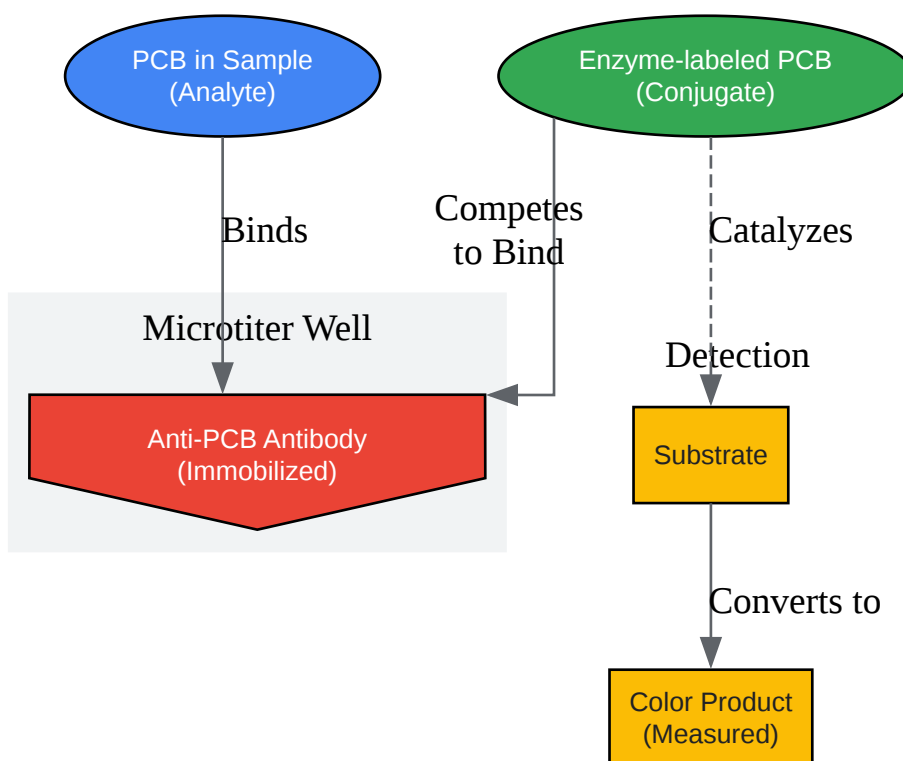 PCB in Sample
(Analyte)
Enzyme-labeled PCB
(Conjugate)
Binds
Competes
to Bind
Catalyzes
Microtiter Well
Detection
Anti-PCB Antibody
(Immobilized)
Substrate
Converts to
Color Product
(Measured)